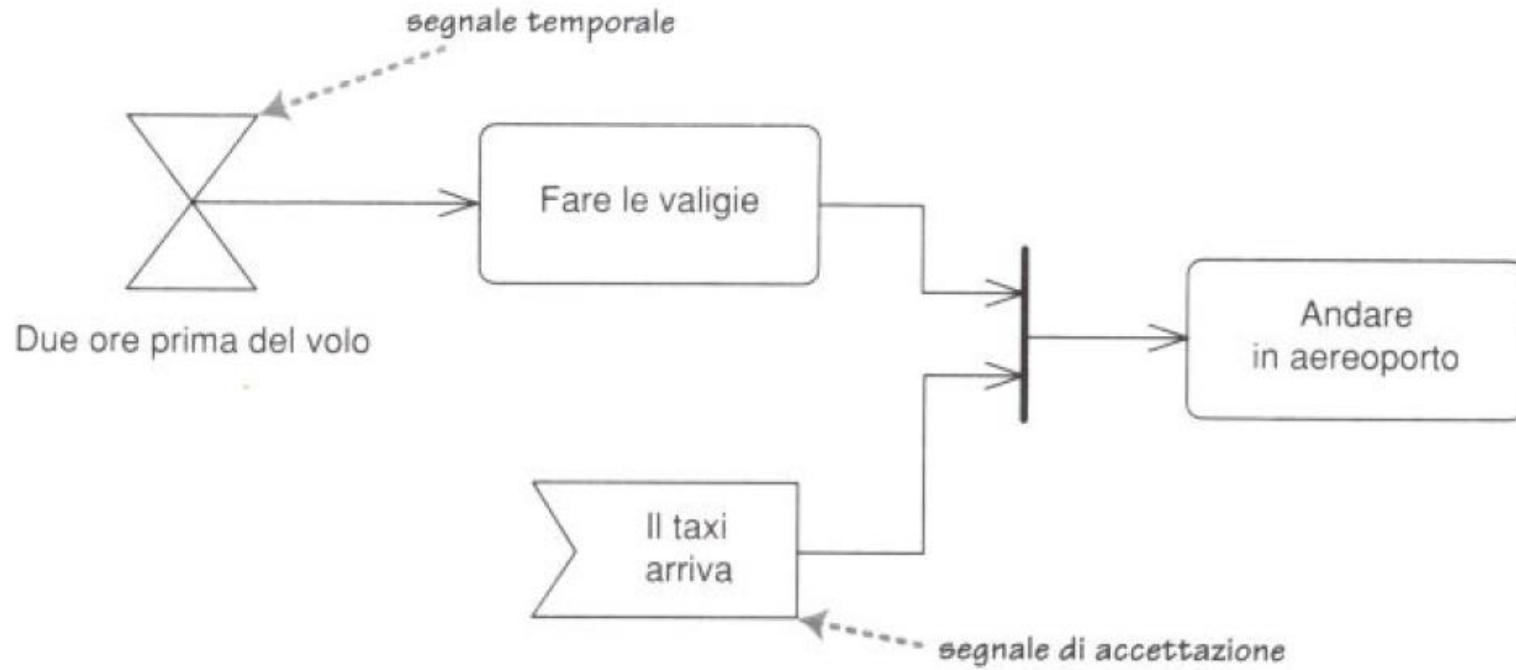 segnale temporale
Fare le valigie
Due ore prima del volo
Andare
in aereoporto
Il taxi
arriva
segnale di accettazione